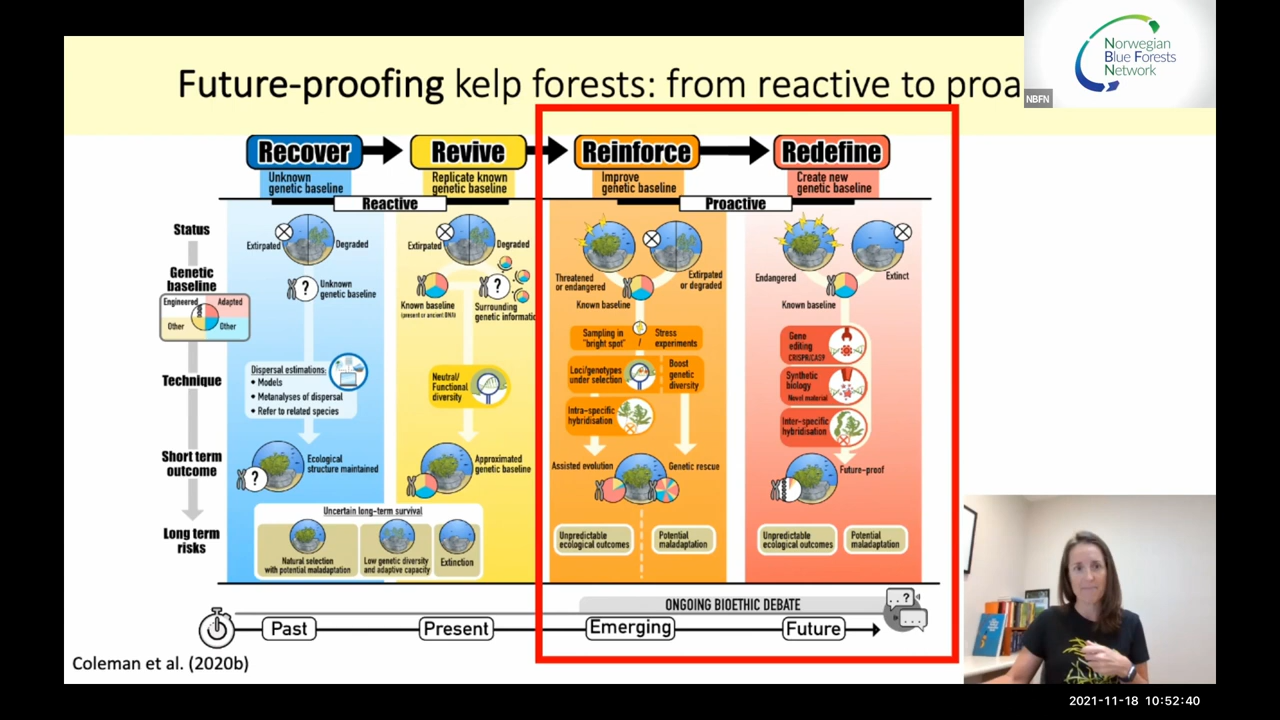 Future-proofing kelp forests: from reactive to proa
Norwegian
Blue Forests
Network
NBFN
Recover
Revive
Reinforce
Redefine
Unknown
genetic baseline
Replicate known
genetic baseline
Improve
genetic baseline
Create new
genetic baseline
Reactive
Proactive
Status
Extirpated
Degraded
Extirpated
Degraded
Threatened
or endangered
Extirpated
or degraded
Endangered
Extinct
Genetic
baseline
Engineered
Adapted
Other
Other
?
Unknown
genetic baseline
Known baseline
(present or ancient DNA)
?
Surrounding
genetic informatio
Known baseline
Known baseline
Sampling in
"bright spot"
/
Stress
experiments
Gene
editing
CRISPR/CAS9
Technique
Dispersal estimations:
• Models
• Metanalyses of dispersal
• Refer to related species
Neutral/
Functional
diversity
Loci/genotypes
under selection
Boost
genetic
diversity
Intra-specific
hybridisation
Synthetic
biology
Novel material
Inter-specific
hybridisation
Short term
outcome
?
Ecological
structure maintained
Approximated
genetic baseline
Assisted evolution
Genetic rescue
Future-proof
Long term
risks
Uncertain long-term survival
Natural selection
with potential maladaptation
Low genetic diversity
and adaptive capacity
Extinction
Unpredictable
ecological outcomes
Potential
maladaptation
Unpredictable
ecological outcomes
Potential
maladaptation
ONGOING BIOETHIC DEBATE
..?
...
Past
Present
Emerging
Future
Coleman et al. (2020b)
2021-11-18 10:52:40